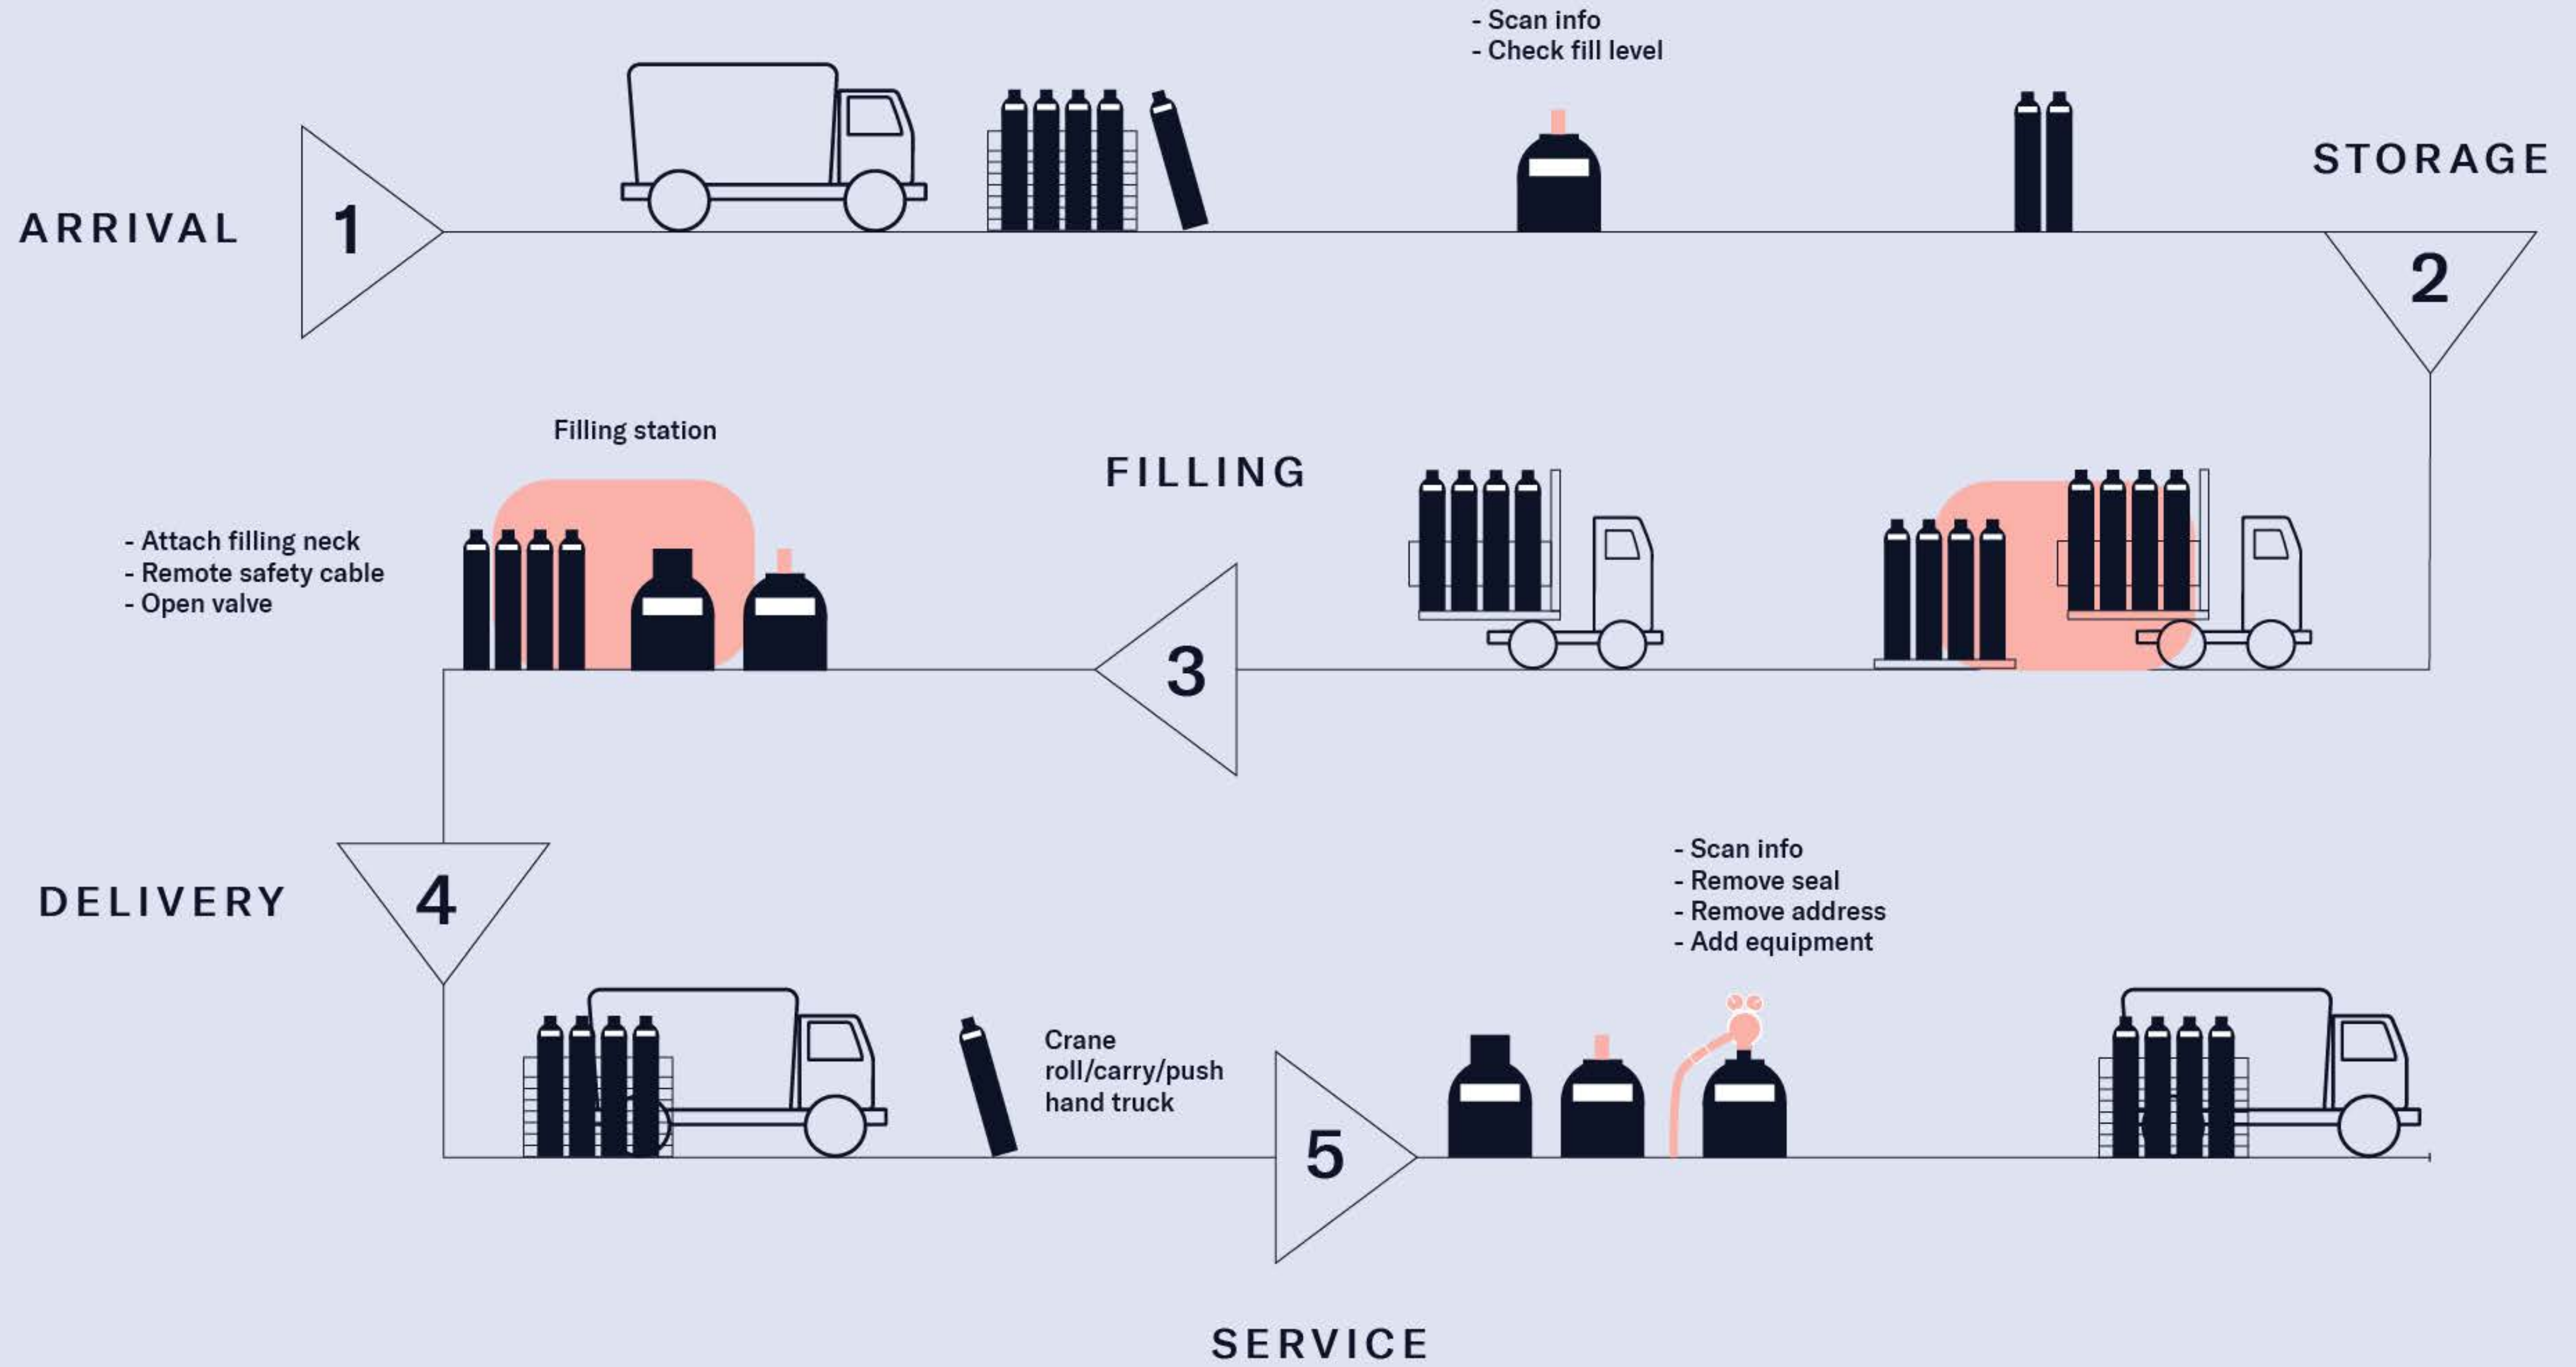 - Scan info
- Check fill level
ARRIVAL
1
STORAGE
2
Filling station
- Attach filling neck
- Remote safety cable
- Open valve
FILLING
3
DELIVERY
4
Crane
roll/carry/push
hand truck
5
- Scan info
- Remove seal
- Remove address
- Add equipment
SERVICE